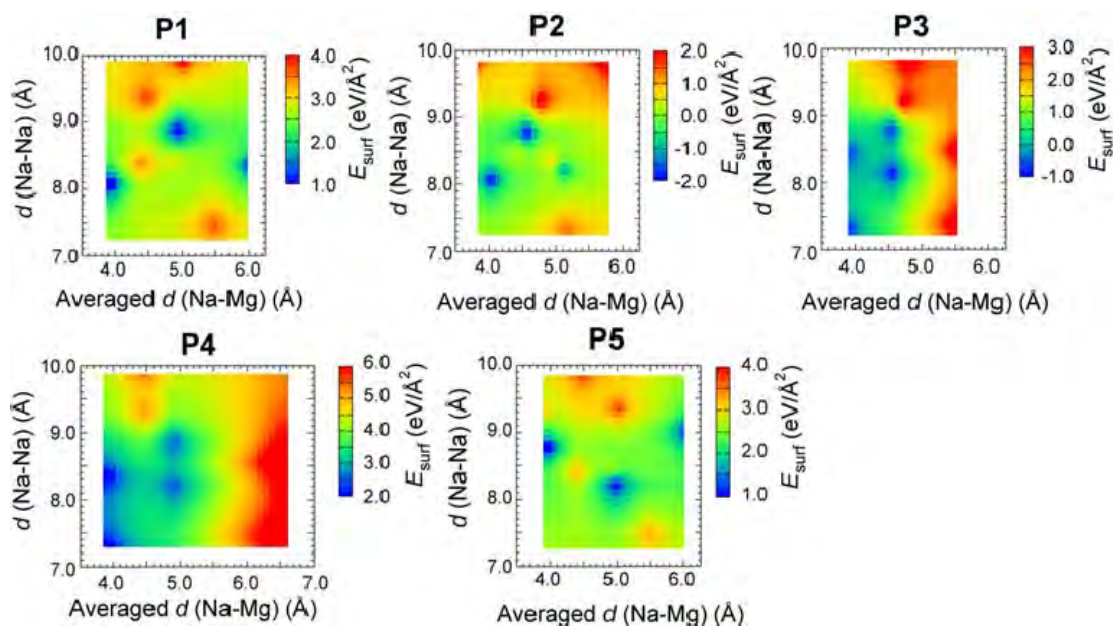 P1
P2
P3
10.0
9.0
8.0
7.0
d (Na-Na) (Å)
4.0 5.0 6.0
Averaged d (Na-Mg) (Å)
4.0
3.0
2.0
1.0
E_surf (eV/Å²)
10.0
9.0
8.0
7.0
d (Na-Na) (Å)
4.0 5.0 6.0
Averaged d (Na-Mg) (Å)
2.0
1.0
0.0
-1.0
-2.0
E_surf (eV/Å²)
10.0
9.0
8.0
7.0
d (Na-Na) (Å)
4.0 5.0 6.0
Averaged d (Na-Mg) (Å)
3.0
2.0
1.0
0.0
-1.0
E_surf (eV/Å²)
P4
P5
10.0
9.0
8.0
7.0
d (Na-Na) (Å)
4.0 5.0 6.0 7.0
Averaged d (Na-Mg) (Å)
6.0
5.0
4.0
3.0
2.0
E_surf (eV/Å²)
10.0
9.0
8.0
7.0
d (Na-Na) (Å)
4.0 5.0 6.0
Averaged d (Na-Mg) (Å)
4.0
3.0
2.0
1.0
E_surf (eV/Å²)